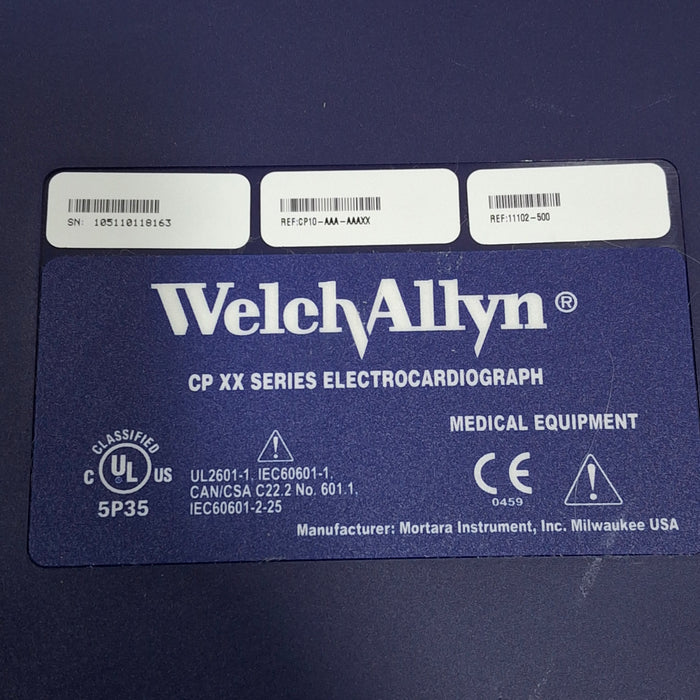 SN: 105110118163
REF:CP10-AAA-AAAXX
REF:11102-500
WelchAllyn®
CP XX SERIES ELECTROCARDIOGRAPH
MEDICAL EQUIPMENT
CLASSIFIED
C UL® US
5P35
UL2601-1, IEC60601-1,
CAN/CSA C22.2 No. 601.1,
IEC60601-2-25
CE
0459
Manufacturer: Mortara Instrument, Inc. Milwaukee USA